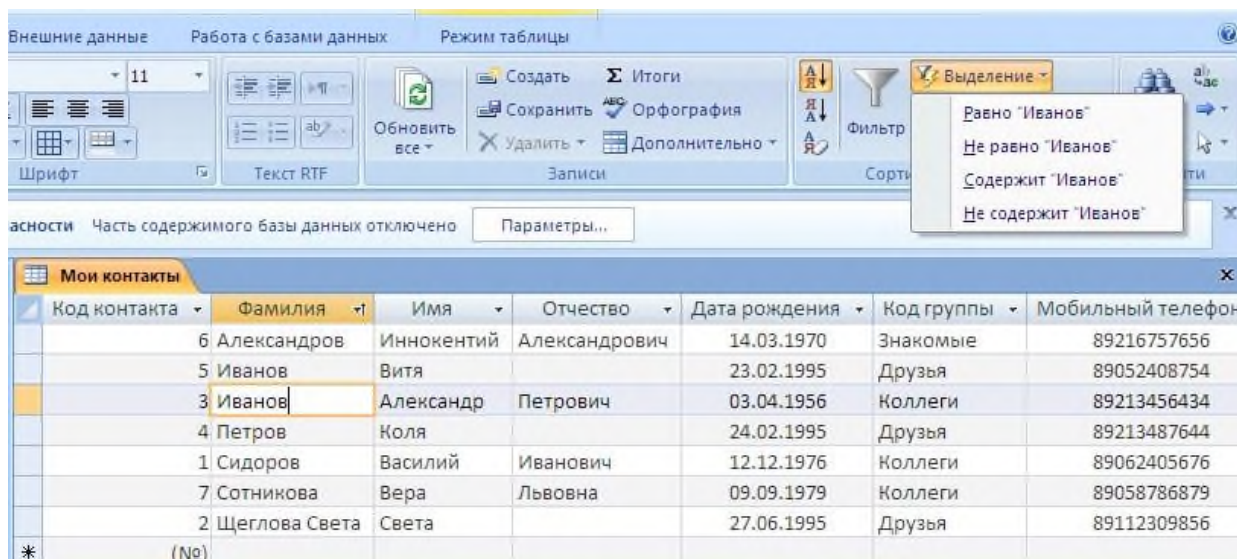 Внешние данные Работа с базами данных Режим таблицы
11 Создать Σ Итоги Выделение
Обновить все Сохранить Орфография Фильтр Равно "Иванов"
Удалить Дополнительно Не равно "Иванов"
Шрифт Текст RTF Записи Содержит "Иванов"
Не содержит "Иванов"
Часть содержимого базы данных отключено Параметры...
Мои контакты
Код контакта Фамилия Имя Отчество Дата рождения Код группы Мобильный телефон
6 Александров Иннокентий Александрович 14.03.1970 Знакомые 89216757656
5 Иванов Витя 23.02.1995 Друзья 89052408754
3 Иванов Александр Петрович 03.04.1956 Коллеги 89213456434
4 Петров Коля 24.02.1995 Друзья 89213487644
1 Сидоров Василий Иванович 12.12.1976 Коллеги 89062405676
7 Сотникова Вера Львовна 09.09.1979 Коллеги 89058786879
2 Щеглова Света Света 27.06.1995 Друзья 89112309856
* (№)